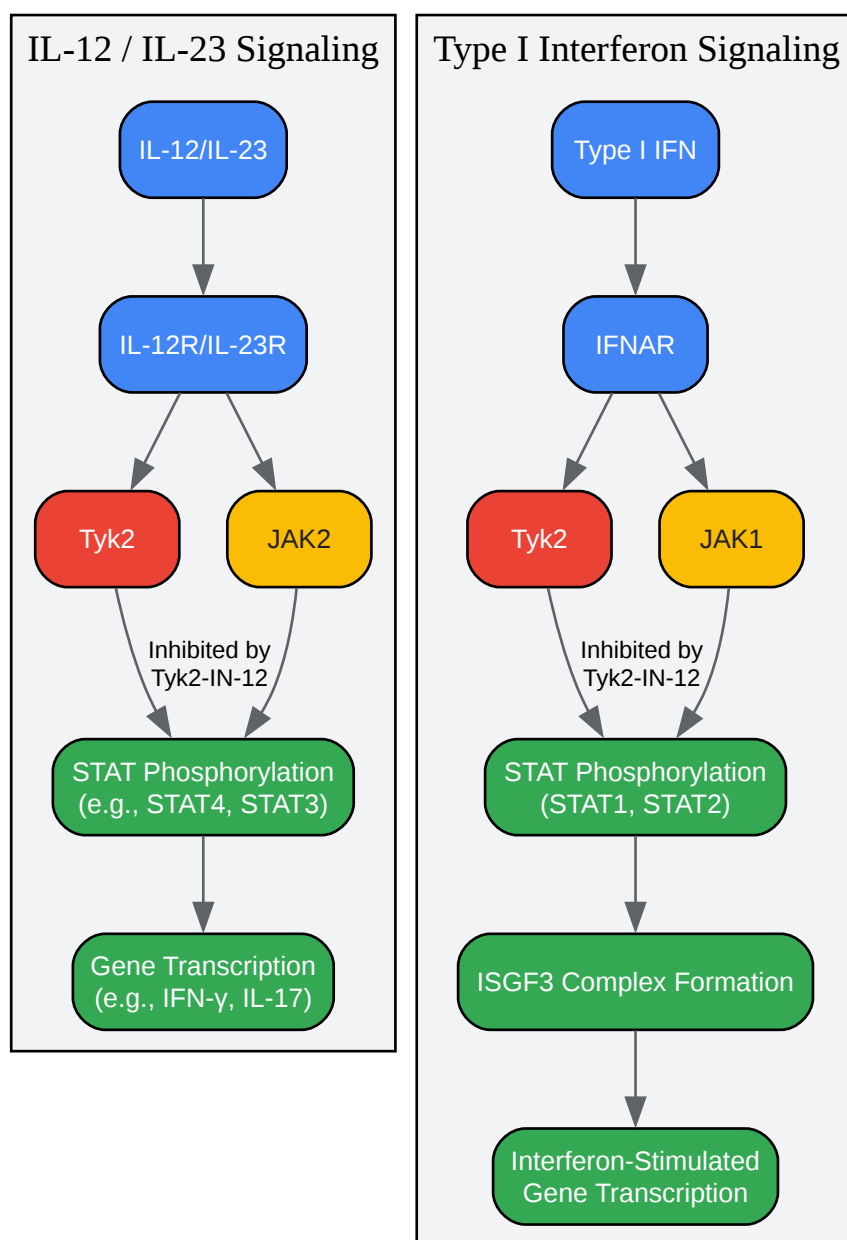 IL-12 / IL-23 Signaling
IL-12/IL-23
IL-12R/IL-23R
Tyk2
JAK2
Inhibited by
Tyk2-IN-12
STAT Phosphorylation
(e.g., STAT4, STAT3)
Gene Transcription
(e.g., IFN-γ, IL-17)
Type I Interferon Signaling
Type I IFN
IFNAR
Tyk2
JAK1
Inhibited by
Tyk2-IN-12
STAT Phosphorylation
(STAT1, STAT2)
ISGF3 Complex Formation
Interferon-Stimulated
Gene Transcription